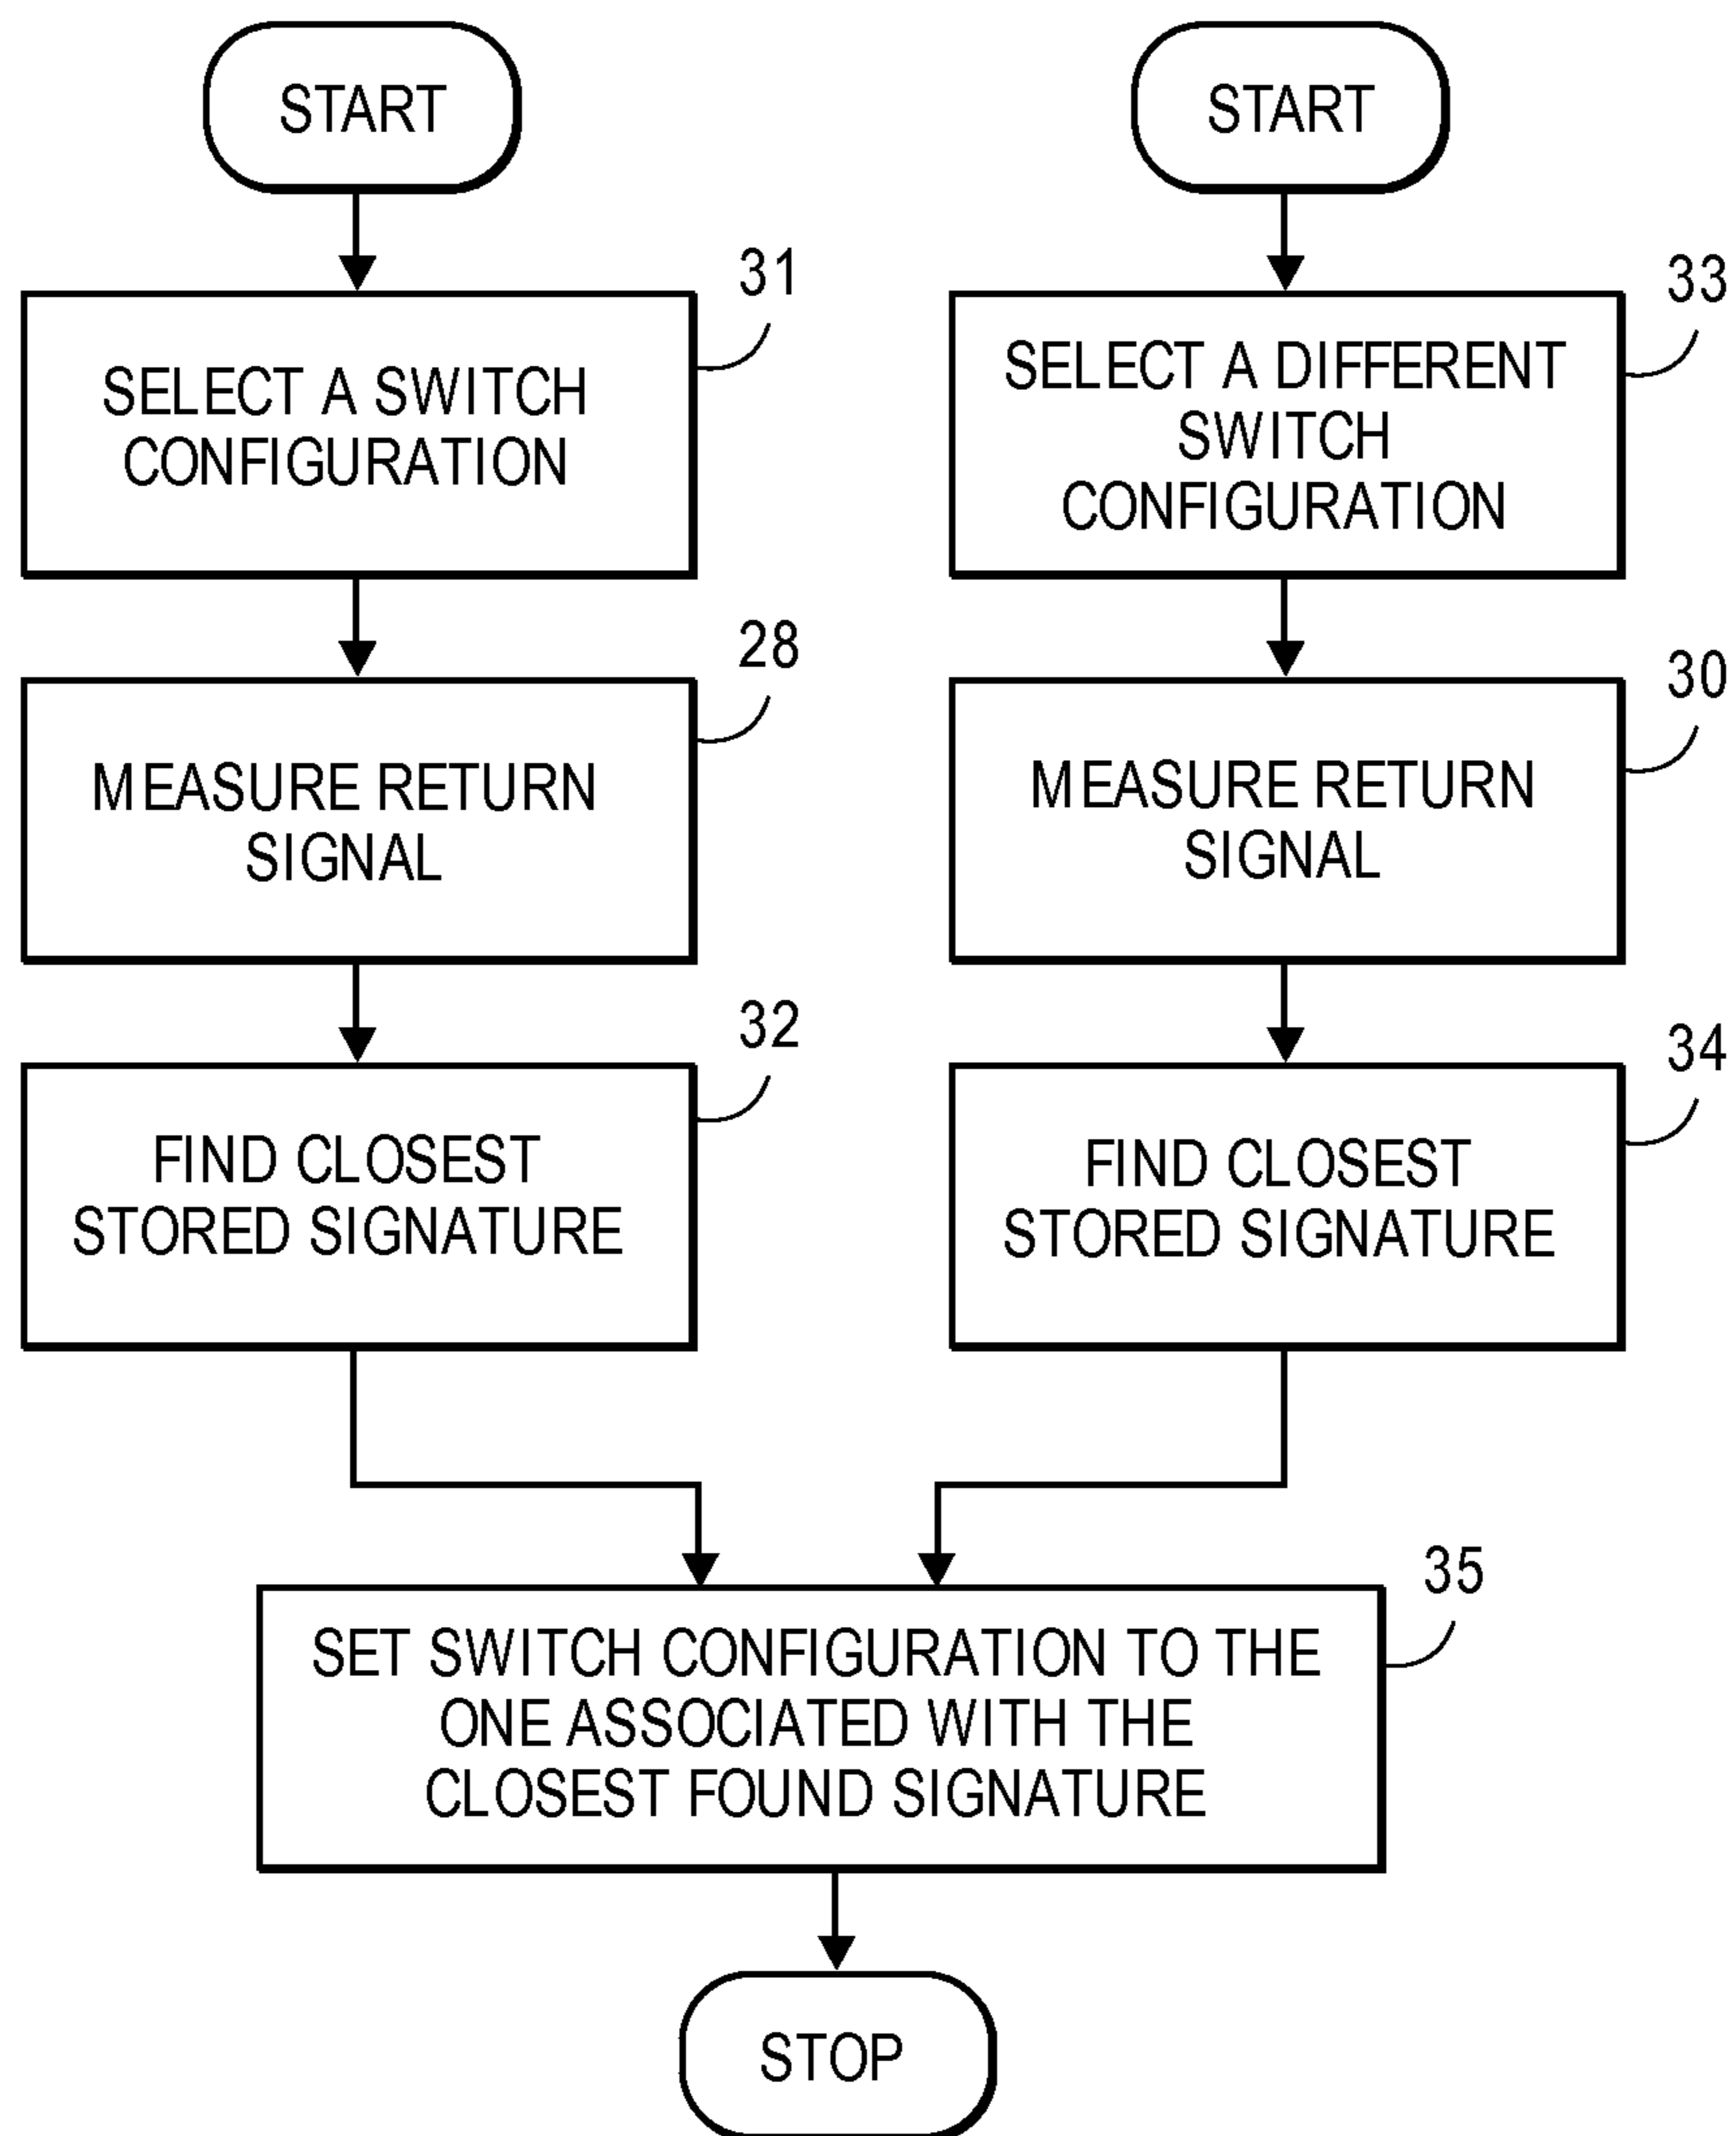 START
31
SELECT A SWITCH
CONFIGURATION
28
MEASURE RETURN
SIGNAL
32
FIND CLOSEST
STORED SIGNATURE
START
33
SELECT A DIFFERENT
SWITCH
CONFIGURATION
30
MEASURE RETURN
SIGNAL
34
FIND CLOSEST
STORED SIGNATURE
35
SET SWITCH CONFIGURATION TO THE
ONE ASSOCIATED WITH THE
CLOSEST FOUND SIGNATURE
STOP